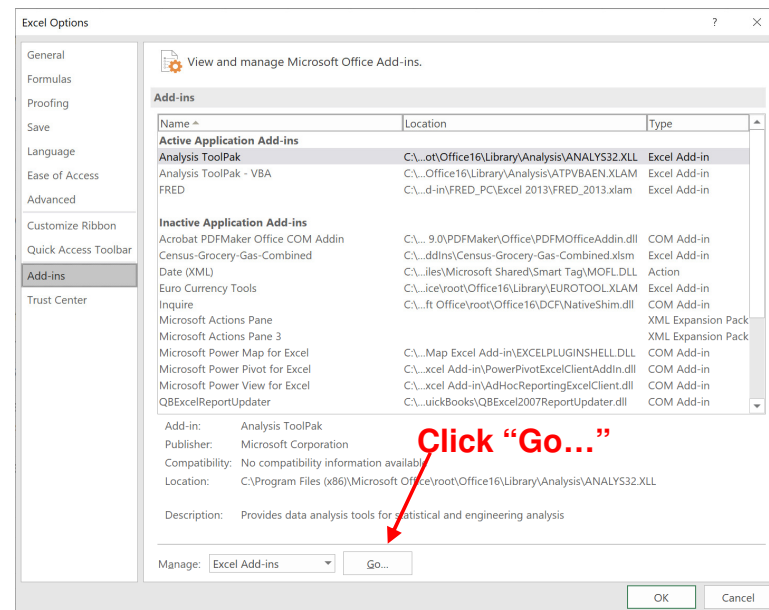 Excel Options
?
General
Formulas
Proofing
Save
Language
Ease of Access
Advanced
Customize Ribbon
Quick Access Toolbar
Add-ins
Trust Center
View and manage Microsoft Office Add-ins.
Add-ins
Name Location Type
Active Application Add-ins
Analysis ToolPak C:\...ot\Office16\Library\Analysis\ANALYS32.XLL Excel Add-in
Analysis ToolPak - VBA C:\...Office16\Library\Analysis\ATPVBAEN.XLAM Excel Add-in
FRED C:\...d-in\FRED_PC\Excel 2013\FRED_2013.xlam Excel Add-in
Inactive Application Add-ins
Acrobat PDFMaker Office COM Addin C:\... 9.0\PDFMaker\Office\PDFMOfficeAddin.dll COM Add-in
Census-Grocery-Gas-Combined C:\...ddIns\Census-Grocery-Gas-Combined.xlsm Excel Add-in
Date (XML) C:\...iles\Microsoft Shared\Smart Tag\MOFL.DLL Action
Euro Currency Tools C:\...ice\root\Office16\Library\EUROTOOL.XLAM Excel Add-in
Inquire C:\...ft Office\root\Office16\DCF\NativeShim.dll COM Add-in
Microsoft Actions Pane XML Expansion Pack
Microsoft Actions Pane 3 XML Expansion Pack
Microsoft Power Map for Excel C:\...Map Excel Add-in\EXCELPLUGINSHELL.DLL COM Add-in
Microsoft Power Pivot for Excel C:\...xcel Add-in\PowerPivotExcelClientAddIn.dll COM Add-in
Microsoft Power View for Excel C:\...xcel Add-in\AdHocReportingExcelClient.dll COM Add-in
QBExcelReportUpdater C:\...uickBooks\QBExcel2007ReportUpdater.dll COM Add-in
Add-in: Analysis ToolPak
Publisher: Microsoft Corporation
Compatibility: No compatibility information available
Location: C:\Program Files (x86)\Microsoft Office\root\Office16\Library\Analysis\ANALYS32.XLL
Description: Provides data analysis tools for statistical and engineering analysis
Click “Go…”
Manage: Excel Add-ins Go...
OK Cancel